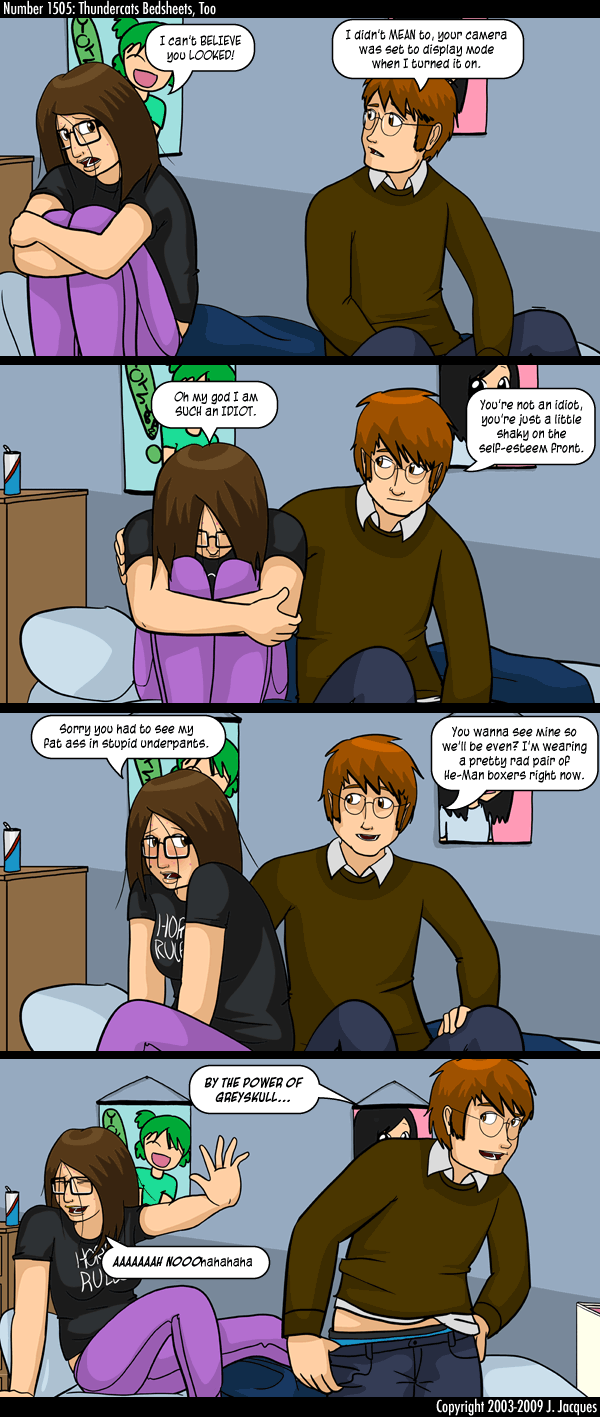 Number 1505: Thundercats Bedsheets, Too
I can't BELIEVE
you LOOKED!
I didn't MEAN to, your camera
was set to display mode
when I turned it on.
Oh my god I am
SUCH an IDIOT.
You're not an idiot,
you're just a little
shaky on the
self-esteem front.
Sorry you had to see my
fat ass in stupid underpants.
You wanna see mine so
we'll be even? I'm wearing
a pretty rad pair of
He-Man boxers right now.
BY THE POWER OF
GREYSKULL...
AAAAAAAH NOOOhahahaha
RULE
Copyright 2003-2009 J. Jacques